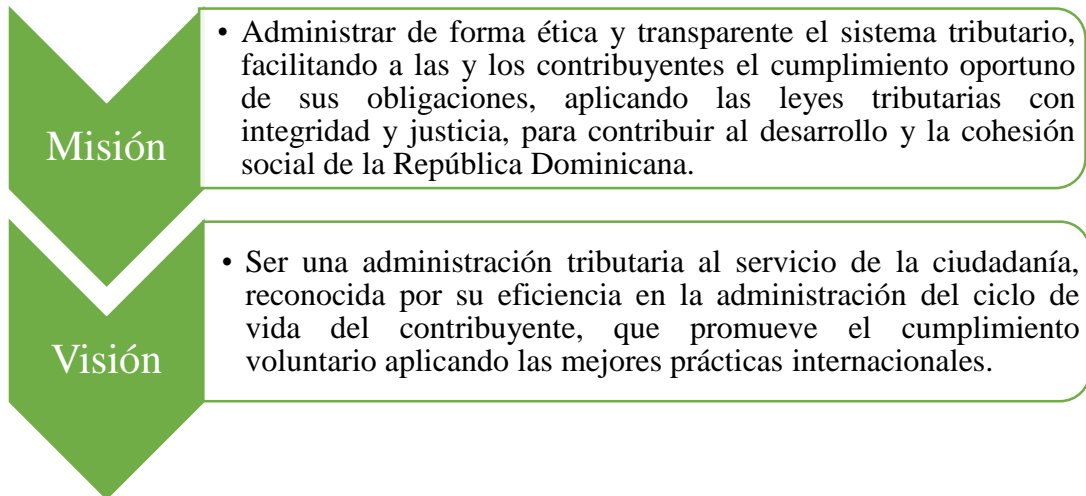 Misión
• Administrar de forma ética y transparente el sistema tributario,
facilitando a las y los contribuyentes el cumplimiento oportuno
de sus obligaciones, aplicando las leyes tributarias con
integridad y justicia, para contribuir al desarrollo y la cohesión
social de la República Dominicana.
Visión
• Ser una administración tributaria al servicio de la ciudadanía,
reconocida por su eficiencia en la administración del ciclo de
vida del contribuyente, que promueve el cumplimiento
voluntario aplicando las mejores prácticas internacionales.